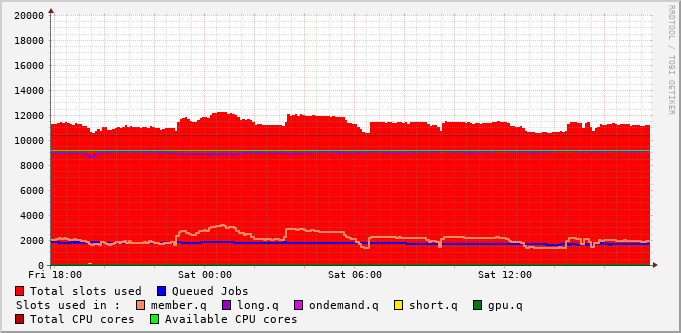 20000
18000
16000
14000
12000
10000
8000
6000
4000
2000
0
Fri 18:00 Sat 00:00 Sat 06:00 Sat 12:00
Total slots used Queued Jobs
Slots used in : member.q long.q ondemand.q short.q gpu.q
Total CPU cores Available CPU cores
RRDTOOL / TOBI OETIKER